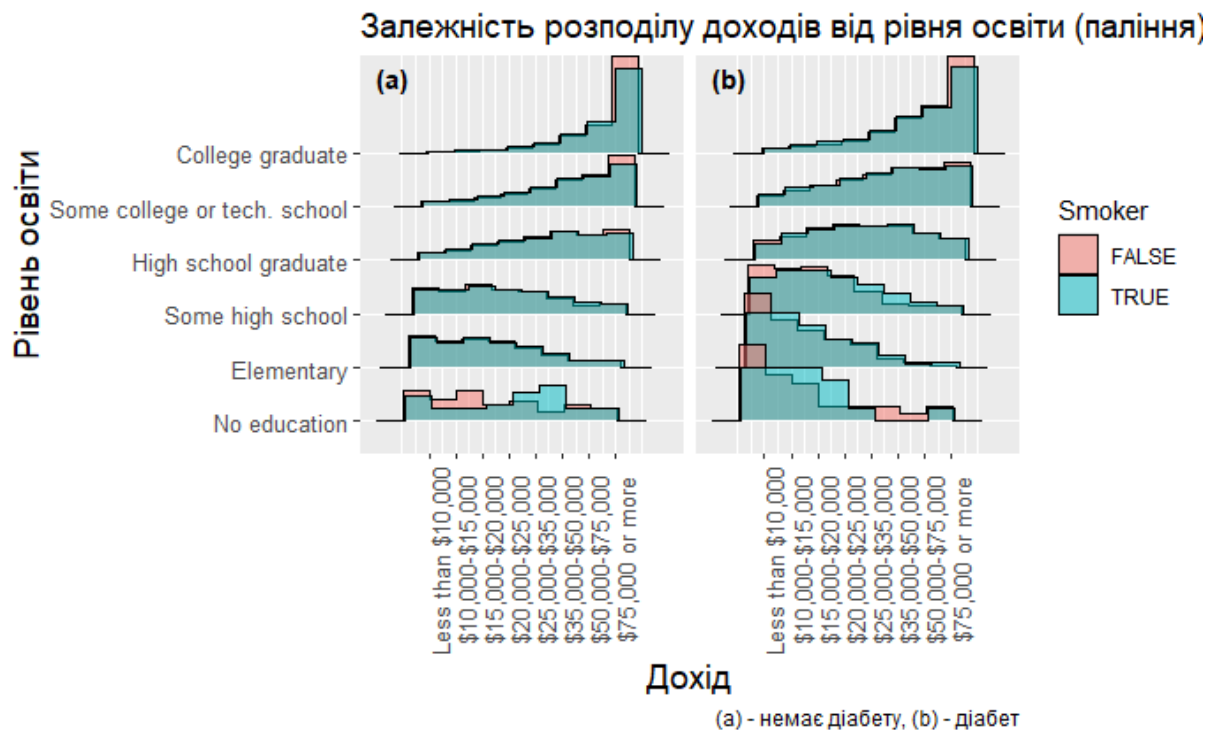 Залежність розподілу доходів від рівня освіти (паління)
(a)
(b)
Рівень освіти
College graduate
Some college or tech. school
High school graduate
Some high school
Elementary
No education
Smoker
FALSE
TRUE
Less than $10,000
$10,000-$15,000
$15,000-$20,000
$20,000-$25,000
$25,000-$35,000
$35,000-$50,000
$50,000-$75,000
$75,000 or more
Less than $10,000
$10,000-$15,000
$15,000-$20,000
$20,000-$25,000
$25,000-$35,000
$35,000-$50,000
$50,000-$75,000
$75,000 or more
Дохід
(a) - немає діабету, (b) - діабет